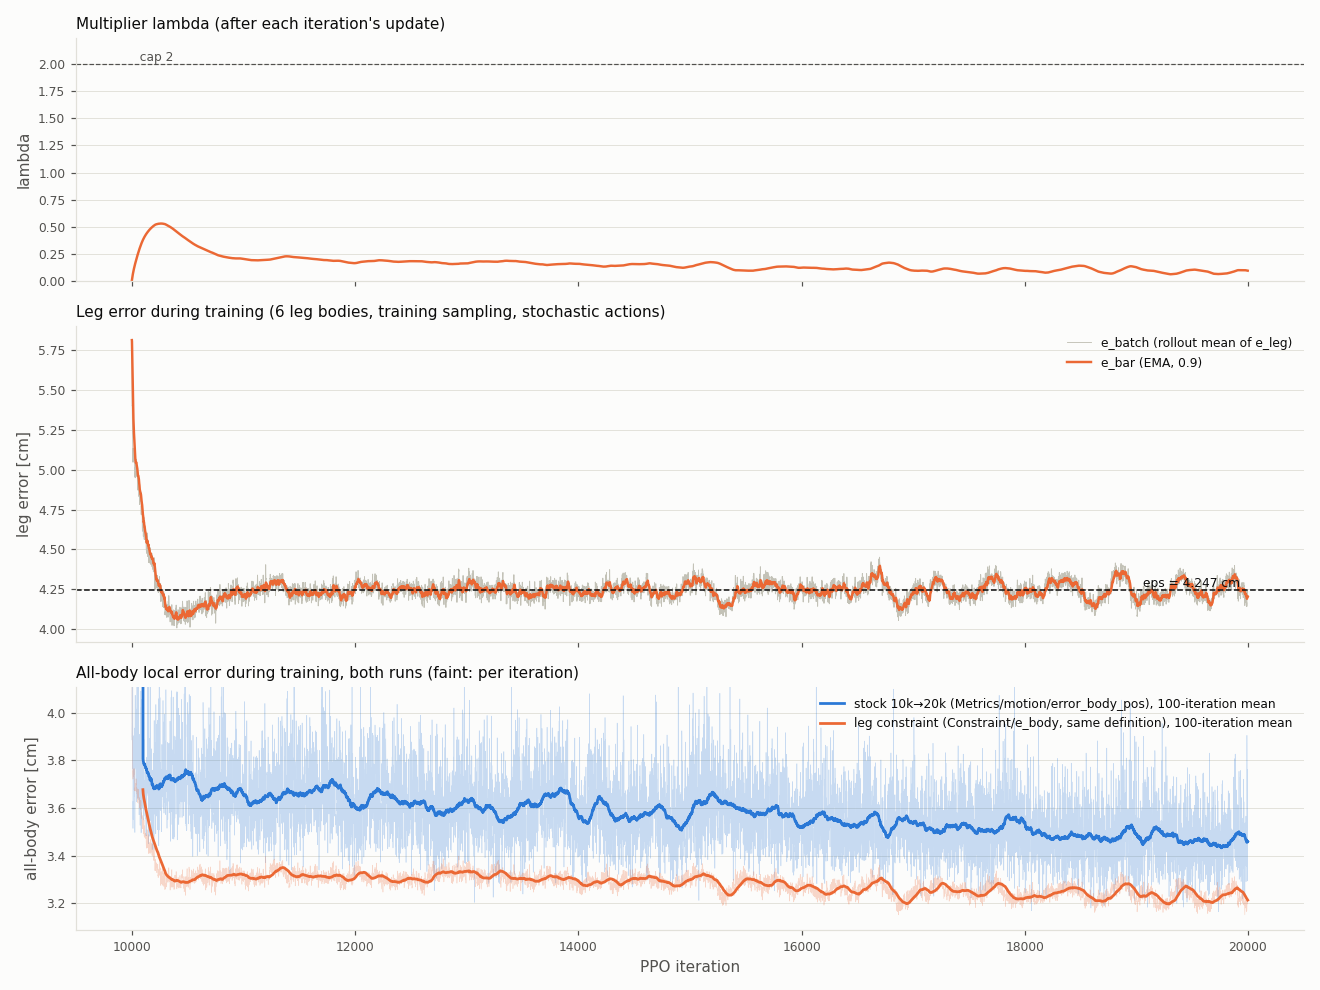 Multiplier lambda (after each iteration's update)
cap 2
2.00
1.75
1.50
1.25
1.00
0.75
0.50
0.25
0.00
lambda
Leg error during training (6 leg bodies, training sampling, stochastic actions)
e_batch (rollout mean of e_leg)
e_bar (EMA, 0.9)
5.75
5.50
5.25
5.00
4.75
4.50
4.25
4.00
leg error [cm]
eps = 4.247 cm
All-body local error during training, both runs (faint: per iteration)
stock 10k→20k (Metrics/motion/error_body_pos), 100-iteration mean
leg constraint (Constraint/e_body, same definition), 100-iteration mean
4.0
3.8
3.6
3.4
3.2
all-body error [cm]
10000 12000 14000 16000 18000 20000
PPO iteration